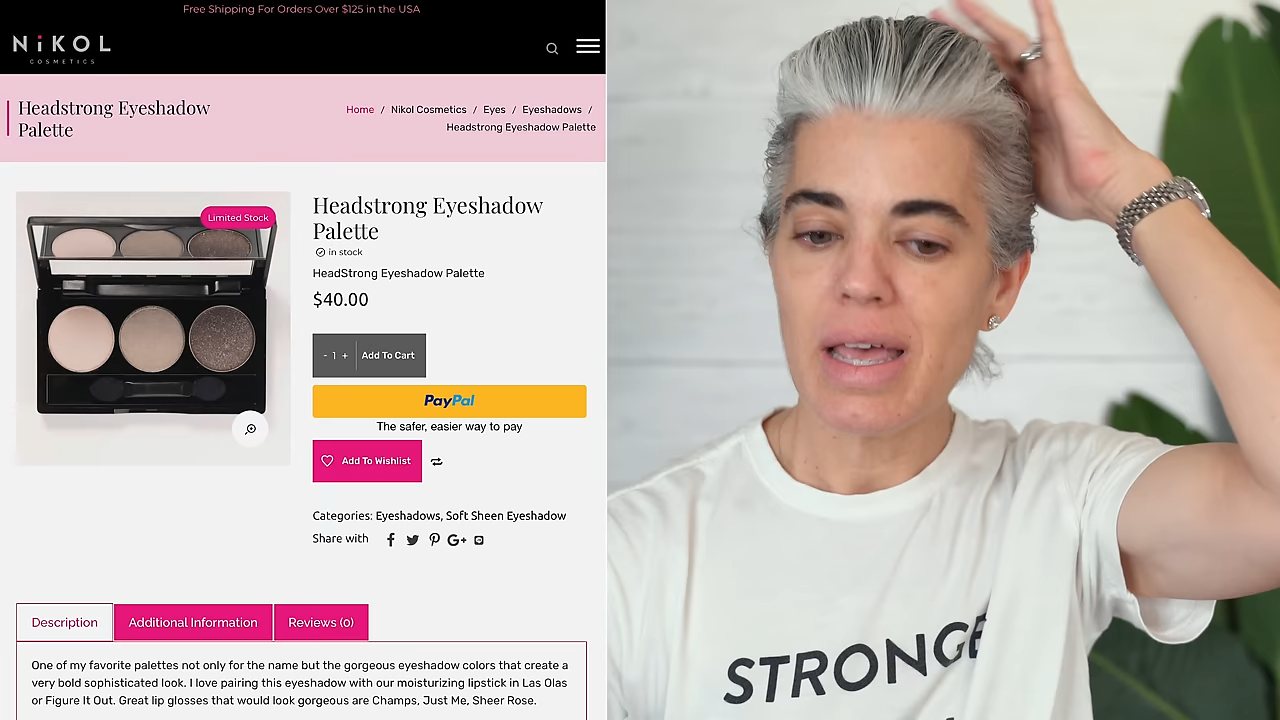 Free Shipping For Orders Over $125 in the USA
NiKOL
COSMETICS
Headstrong Eyeshadow
Palette
Home / Nikol Cosmetics / Eyes / Eyeshadows /
Headstrong Eyeshadow Palette
Limited Stock
Headstrong Eyeshadow
Palette
in stock
HeadStrong Eyeshadow Palette
$40.00
- 1 + Add To Cart
PayPal
The safer, easier way to pay
Add To Wishlist
Categories: Eyeshadows, Soft Sheen Eyeshadow
Share with
G+
Description
Additional Information
Reviews (0)
One of my favorite palettes not only for the name but the gorgeous eyeshadow colors that create a
very bold sophisticated look. I love pairing this eyeshadow with our moisturizing lipstick in Las Olas
or Figure It Out. Great lip glosses that would look gorgeous are Champs, Just Me, Sheer Rose.
STRONGE